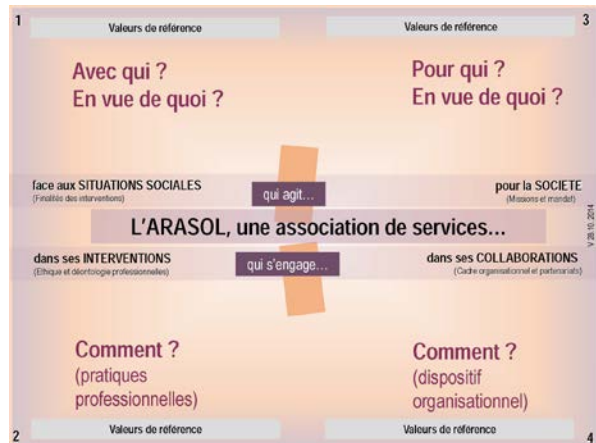 1
Valeurs de référence
Valeurs de référence
3
Avec qui ?
En vue de quoi ?
Pour qui ?
En vue de quoi ?
face aux SITUATIONS SOCIALES
(Finalités des interventions)
qui agit...
pour la SOCIETE
(Missions et mandat)
L'ARASOL, une association de services...
dans ses INTERVENTIONS
(Ethique et déontologie professionnelles)
qui s'engage...
dans ses COLLABORATIONS
(Cadre organisationnel et partenariats)
V 28.10.2014
Comment ?
(pratiques
professionnelles)
Comment ?
(dispositif
organisationnel)
2
Valeurs de référence
Valeurs de référence
4